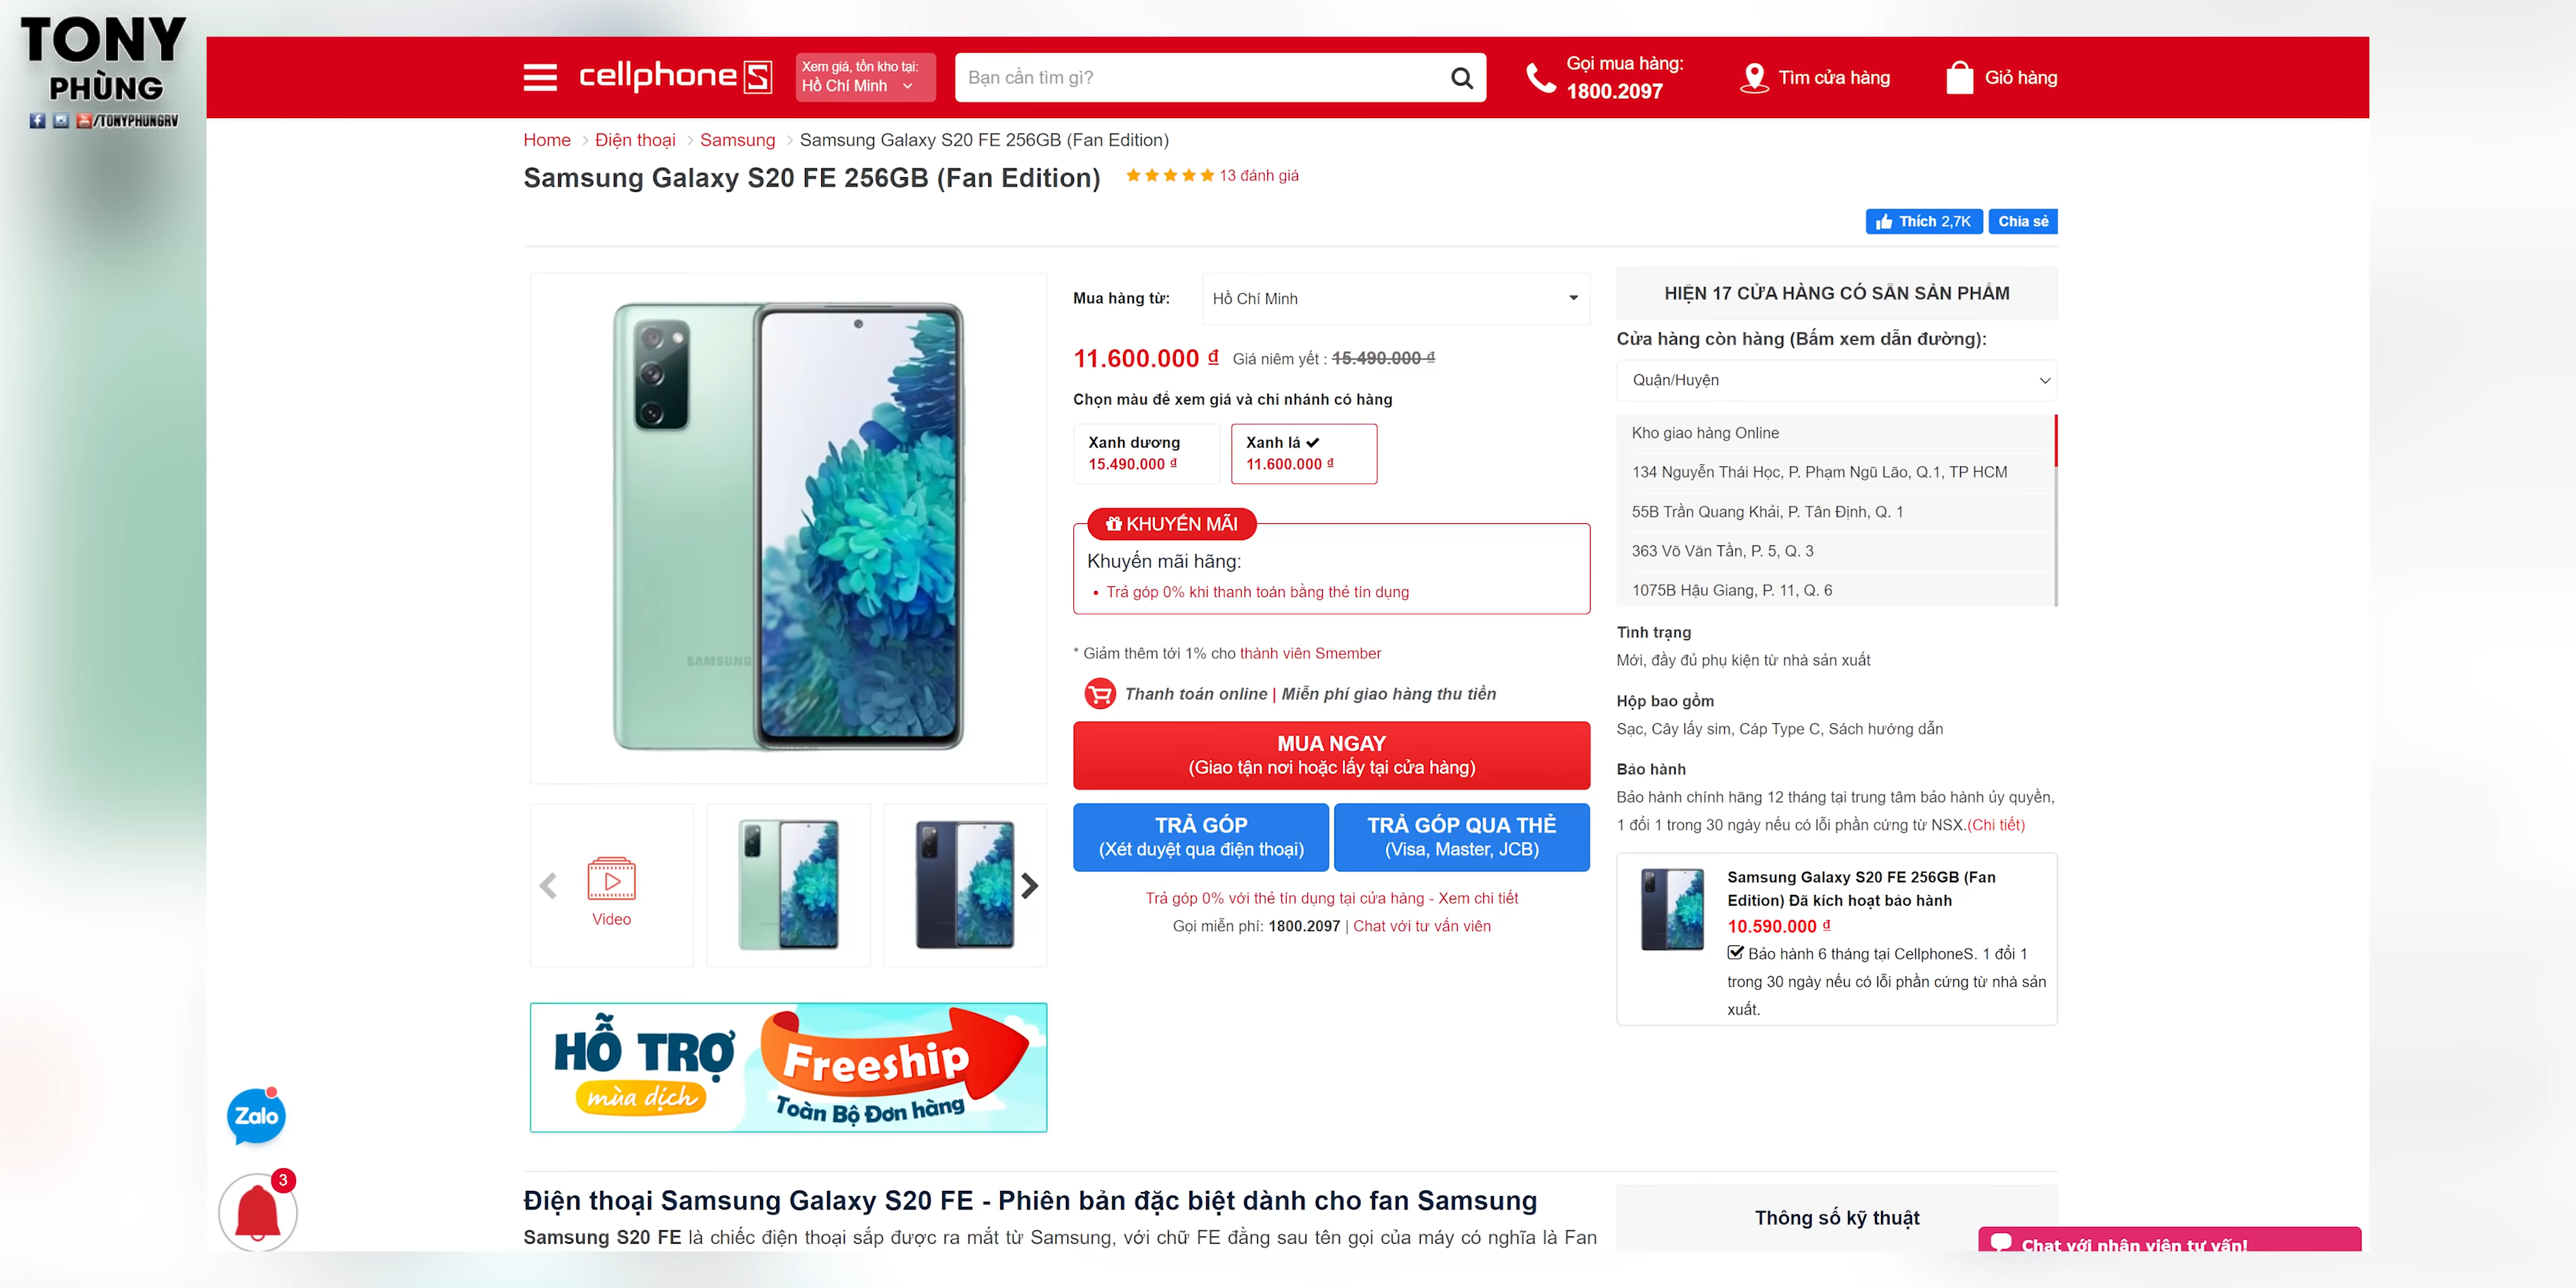 TONY
PHÙNG
/TONYPHUNGRV
cellphoneS
Xem giá, tồn kho tại:
Hồ Chí Minh
Bạn cần tìm gì?
Gọi mua hàng:
1800.2097
Tìm cửa hàng
Giỏ hàng
Home > Điện thoại > Samsung > Samsung Galaxy S20 FE 256GB (Fan Edition)
Samsung Galaxy S20 FE 256GB (Fan Edition)
13 đánh giá
Thích 2,7K
Chia sẻ
SAMSUNG
Video
HỖ TRỢ
mùa dịch
Freeship
Toàn Bộ Đơn hàng
Mua hàng từ:
Hồ Chí Minh
11.600.000 ₫ Giá niêm yết : 15.490.000 ₫
Chọn màu để xem giá và chi nhánh có hàng
Xanh dương
15.490.000 ₫
Xanh lá ✔
11.600.000 ₫
KHUYẾN MÃI
Khuyến mãi hãng:
• Trả góp 0% khi thanh toán bằng thẻ tín dụng
* Giảm thêm tới 1% cho thành viên Smember
Thanh toán online | Miễn phí giao hàng thu tiền
MUA NGAY
(Giao tận nơi hoặc lấy tại cửa hàng)
TRẢ GÓP
(Xét duyệt qua điện thoại)
TRẢ GÓP QUA THẺ
(Visa, Master, JCB)
Trả góp 0% với thẻ tín dụng tại cửa hàng - Xem chi tiết
Gọi miễn phí: 1800.2097 | Chat với tư vấn viên
HIỆN 17 CỬA HÀNG CÓ SẴN SẢN PHẨM
Cửa hàng còn hàng (Bấm xem dẫn đường):
Quận/Huyện
Kho giao hàng Online
134 Nguyễn Thái Học, P. Phạm Ngũ Lão, Q.1, TP HCM
55B Trần Quang Khải, P. Tân Định, Q. 1
363 Võ Văn Tần, P. 5, Q. 3
1075B Hậu Giang, P. 11, Q. 6
Tình trạng
Mới, đầy đủ phụ kiện từ nhà sản xuất
Hộp bao gồm
Sạc, Cây lấy sim, Cáp Type C, Sách hướng dẫn
Bảo hành
Bảo hành chính hãng 12 tháng tại trung tâm bảo hành ủy quyền,
1 đổi 1 trong 30 ngày nếu có lỗi phần cứng từ NSX.(Chi tiết)
Samsung Galaxy S20 FE 256GB (Fan
Edition) Đã kích hoạt bảo hành
10.590.000 ₫
Bảo hành 6 tháng tại CellphoneS. 1 đổi 1
trong 30 ngày nếu có lỗi phần cứng từ nhà sản
xuất.
Zalo
3
Điện thoại Samsung Galaxy S20 FE - Phiên bản đặc biệt dành cho fan Samsung
Samsung S20 FE là chiếc điện thoại sắp được ra mắt từ Samsung, với chữ FE đằng sau tên gọi của máy có nghĩa là Fan
Thông số kỹ thuật
Chat với nhân viên tư vấn!